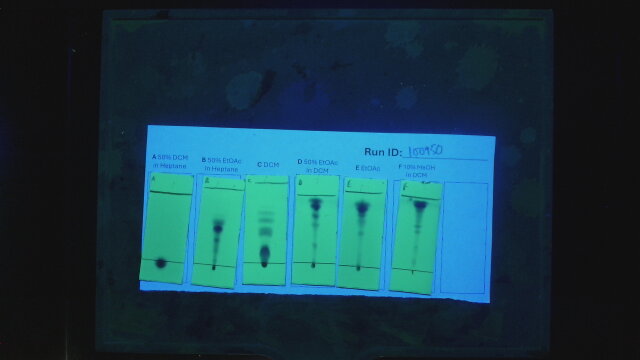 Run ID:
A 50% DCM
in Heptane
B 50% EtOAc
in Heptane
C DCM
D 50% EtOAc
in DCM
E EtOAc
F 10% MeOH
in DCM
A
B
C
E
F